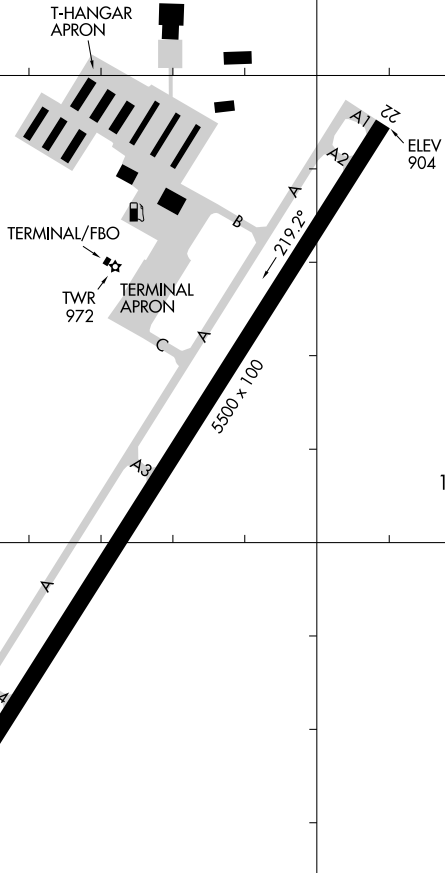 T-HANGAR
APRON
22
A1
ELEV
904
A2
A
B
219.2°
TERMINAL/FBO
TWR
972
TERMINAL
APRON
C
A
5500 x 100
A3
1
A
4